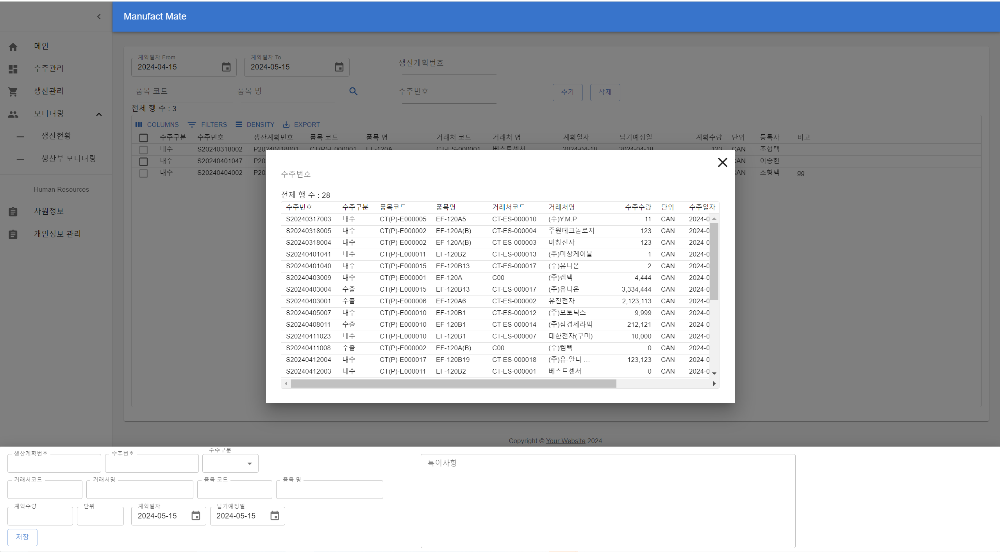 Manufact Mate
메인
수주관리
생산관리
모니터링
생산현황
생산부 모니터링
Human Resources
사원정보
개인정보 관리
계획일자 From 계획일자 To
2024-04-15 2024-05-15 생산계획번호
품목 코드 품목 명 수주번호 추가 삭제
전체 행 수 : 3
COLUMNS FILTERS DENSITY EXPORT
수주구분 수주번호 생산계획번호 품목 코드 품목 명 거래처 코드 거래처 명 계획일자 납기예정일 계획수량 단위 등록자 비고
내수 S20240318002 P20240418001 CT(P)-E000001 EF-120A CT-ES-000001 베스트센서 2024-04-18 2024-04-18 123 CAN 조형택
내수 S20240401047 P20 CAN 이승현
내수 S20240404002 P20 CAN 조형택 gg
수주번호
전체 행 수 : 28
수주번호 수주구분 품목코드 품목명 거래처코드 거래처명 수주수량 단위 수주일자
S20240317003 내수 CT(P)-E000005 EF-120A5 CT-ES-000010 (주)Y.M.P 11 CAN 2024-0
S20240318005 내수 CT(P)-E000002 EF-120A(B) CT-ES-000004 주원테크놀로지 123 CAN 2024-0
S20240318004 내수 CT(P)-E000002 EF-120A(B) CT-ES-000003 미창전자 123 CAN 2024-0
S20240401041 내수 CT(P)-E000011 EF-120B2 CT-ES-000013 (주)미창케이블 1 CAN 2024-0
S20240401040 내수 CT(P)-E000015 EF-120B13 CT-ES-000017 (주)유니온 2 CAN 2024-0
S20240403009 내수 CT(P)-E000001 EF-120A C00 (주)켐텍 4,444 CAN 2024-0
S20240403004 수출 CT(P)-E000015 EF-120B13 CT-ES-000017 (주)유니온 3,334,444 CAN 2024-0
S20240403001 수출 CT(P)-E000006 EF-120A6 CT-ES-000002 유진전자 2,123,113 CAN 2024-0
S20240405007 내수 CT(P)-E000010 EF-120B1 CT-ES-000012 (주)모토닉스 9,999 CAN 2024-0
S20240408011 수출 CT(P)-E000010 EF-120B1 CT-ES-000014 (주)삼경세라믹 212,121 CAN 2024-0
S20240411023 내수 CT(P)-E000010 EF-120B1 CT-ES-000007 대한전자(구미) 10,000 CAN 2024-0
S20240411008 수출 CT(P)-E000002 EF-120A(B) C00 (주)켐텍 0 CAN 2024-0
S20240412004 내수 CT(P)-E000017 EF-120B19 CT-ES-000018 (주)유-알디 ... 123,123 CAN 2024-0
S20240412003 내수 CT(P)-E000011 EF-120B2 CT-ES-000001 베스트센서 0 CAN 2024-0
Copyright © Your Website 2024.
생산계획번호 수주번호 수주구분
특이사항
거래처코드 거래처명 품목 코드 품목 명
계획수량 단위 계획일자 납기예정일
2024-05-15 2024-05-15
저장